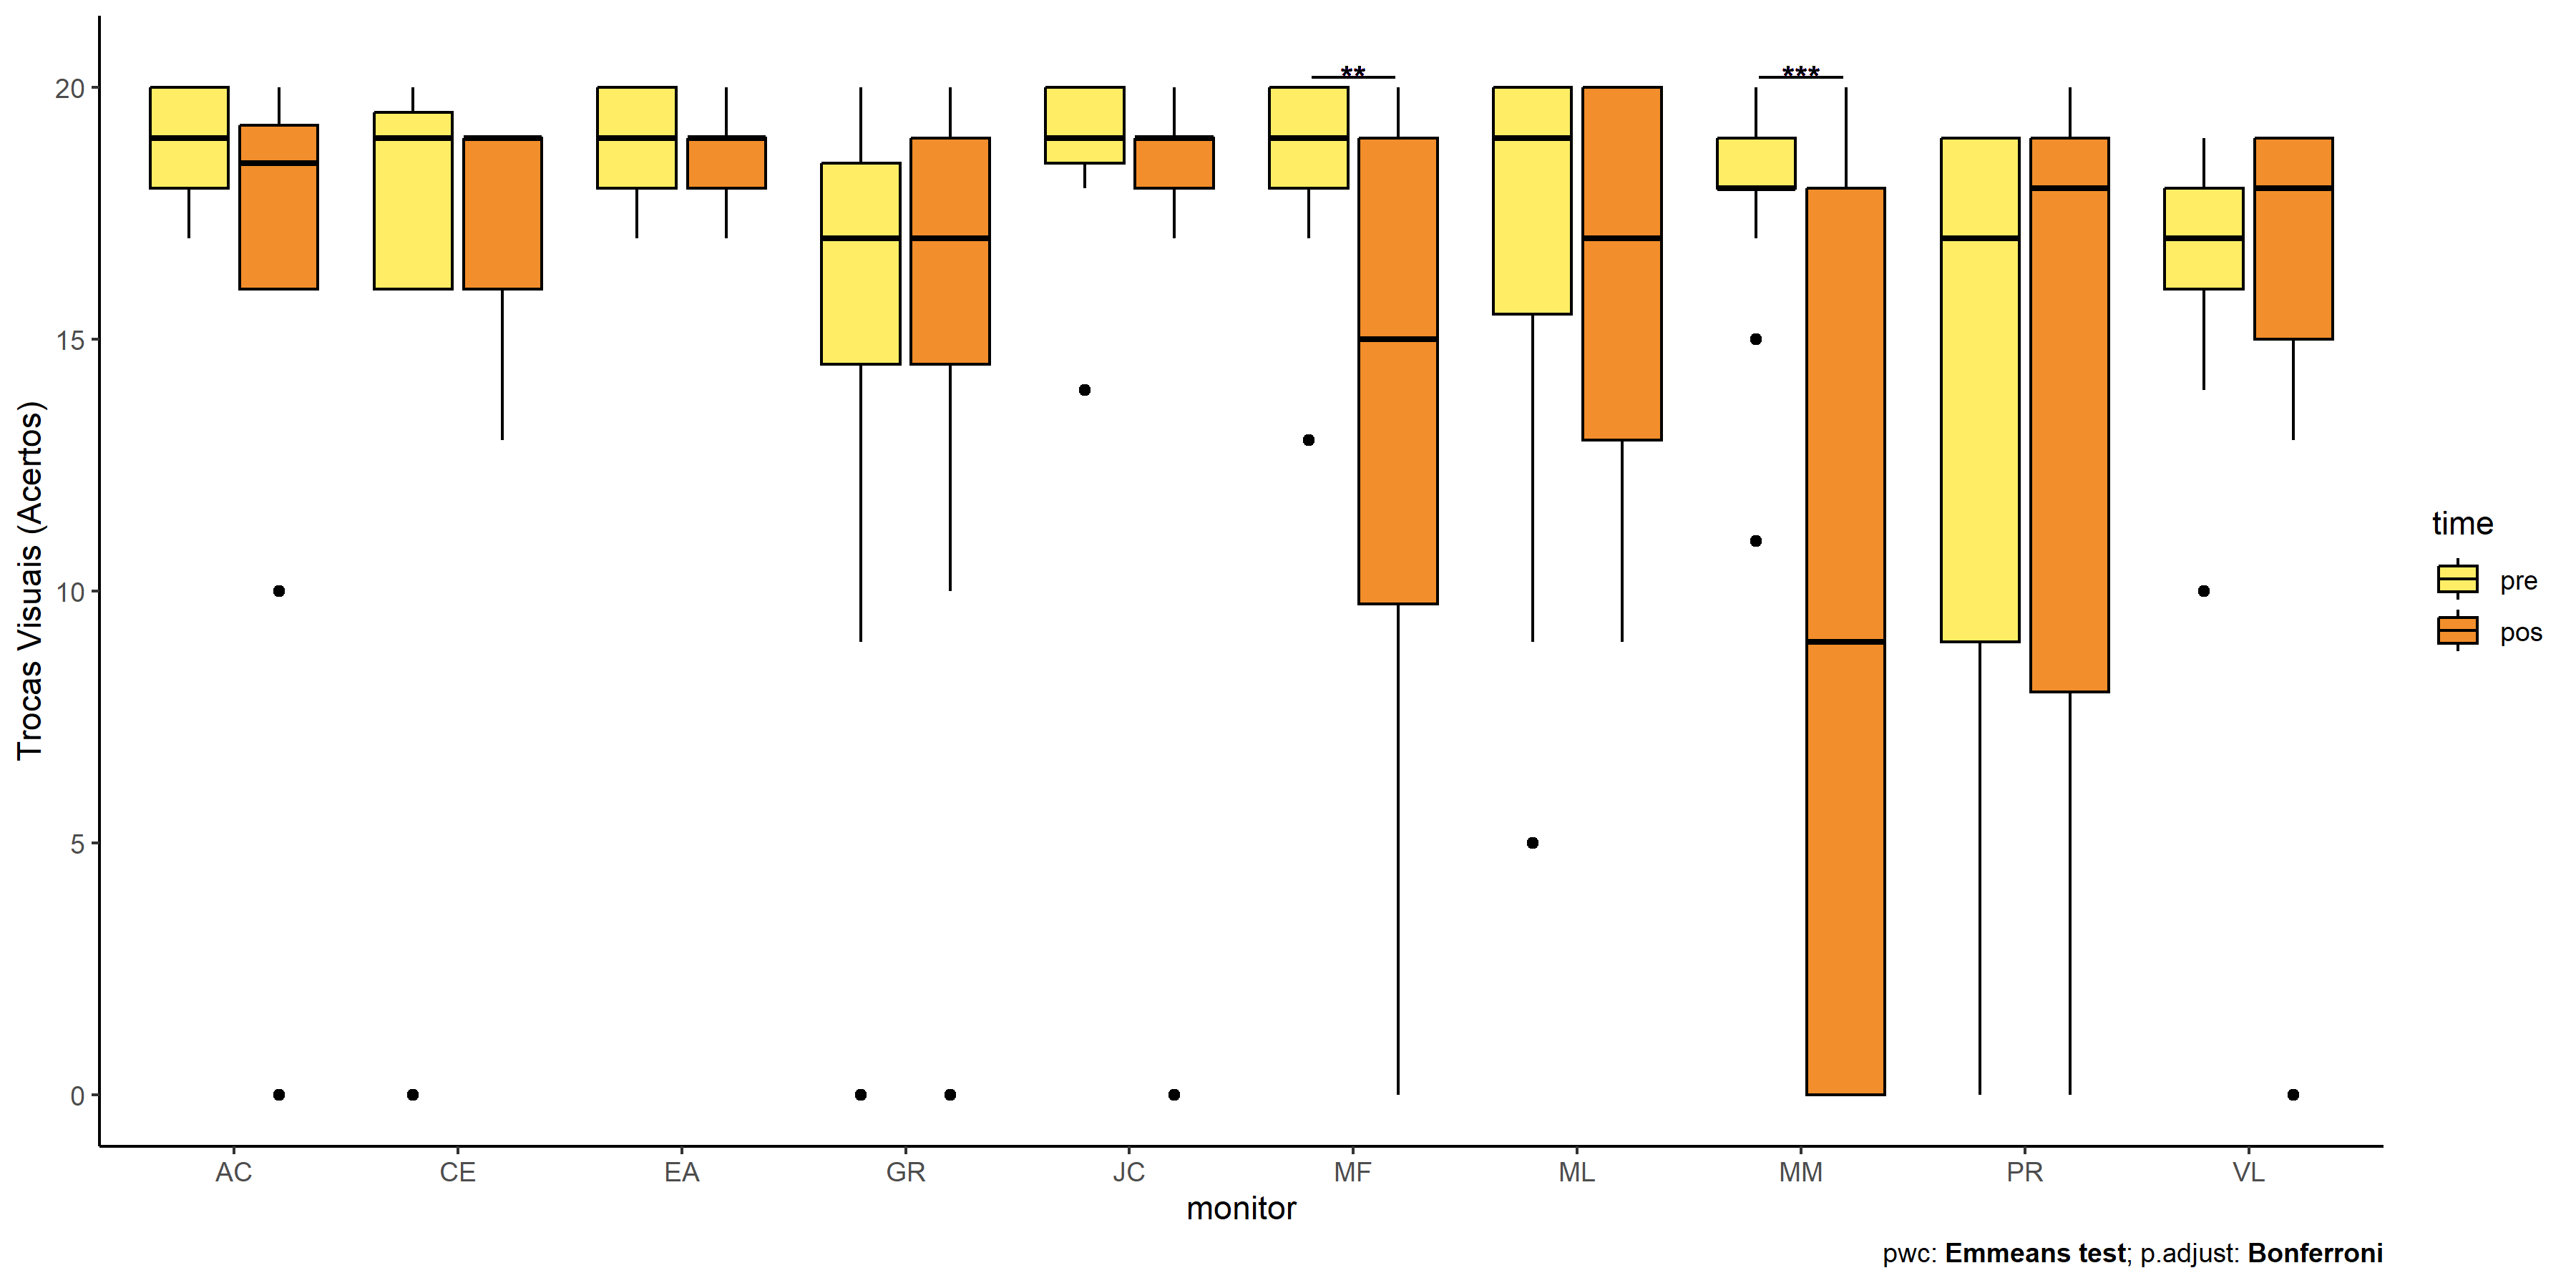 ** ***
20
15
10
5
0
Trocas Visuais (Acertos)
AC CE EA GR JC MF ML MM PR VL
monitor
time
pre
pos
pwc: Emmeans test; p.adjust: Bonferroni